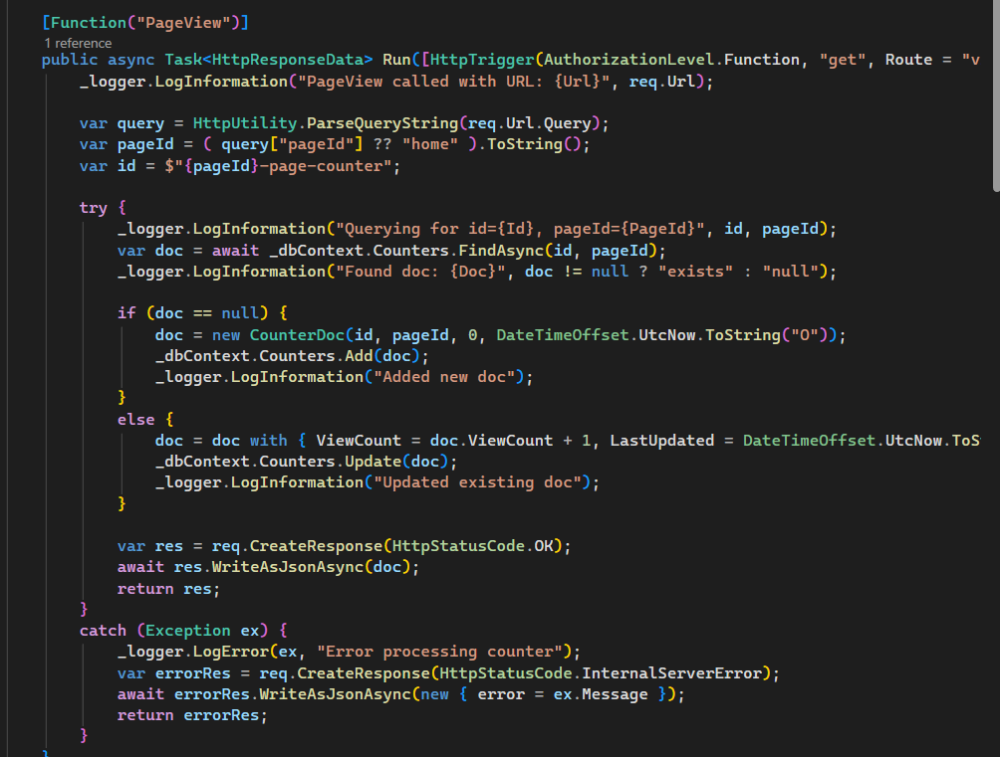 [Function("PageView")]
1 reference
public async Task<HttpResponseData> Run([HttpTrigger(AuthorizationLevel.Function, "get", Route = "v
_logger.LogInformation("PageView called with URL: {Url}", req.Url);
var query = HttpUtility.ParseQueryString(req.Url.Query);
var pageId = ( query["pageId"] ?? "home" ).ToString();
var id = $"{pageId}-page-counter";
try {
_logger.LogInformation("Querying for id={Id}, pageId={PageId}", id, pageId);
var doc = await _dbContext.Counters.FindAsync(id, pageId);
_logger.LogInformation("Found doc: {Doc}", doc != null ? "exists" : "null");
if (doc == null) {
doc = new CounterDoc(id, pageId, 0, DateTimeOffset.UtcNow.ToString("O"));
_dbContext.Counters.Add(doc);
_logger.LogInformation("Added new doc");
}
else {
doc = doc with { ViewCount = doc.ViewCount + 1, LastUpdated = DateTimeOffset.UtcNow.ToS
_dbContext.Counters.Update(doc);
_logger.LogInformation("Updated existing doc");
}
var res = req.CreateResponse(HttpStatusCode.OK);
await res.WriteAsJsonAsync(doc);
return res;
}
catch (Exception ex) {
_logger.LogError(ex, "Error processing counter");
var errorRes = req.CreateResponse(HttpStatusCode.InternalServerError);
await errorRes.WriteAsJsonAsync(new { error = ex.Message });
return errorRes;
}
}